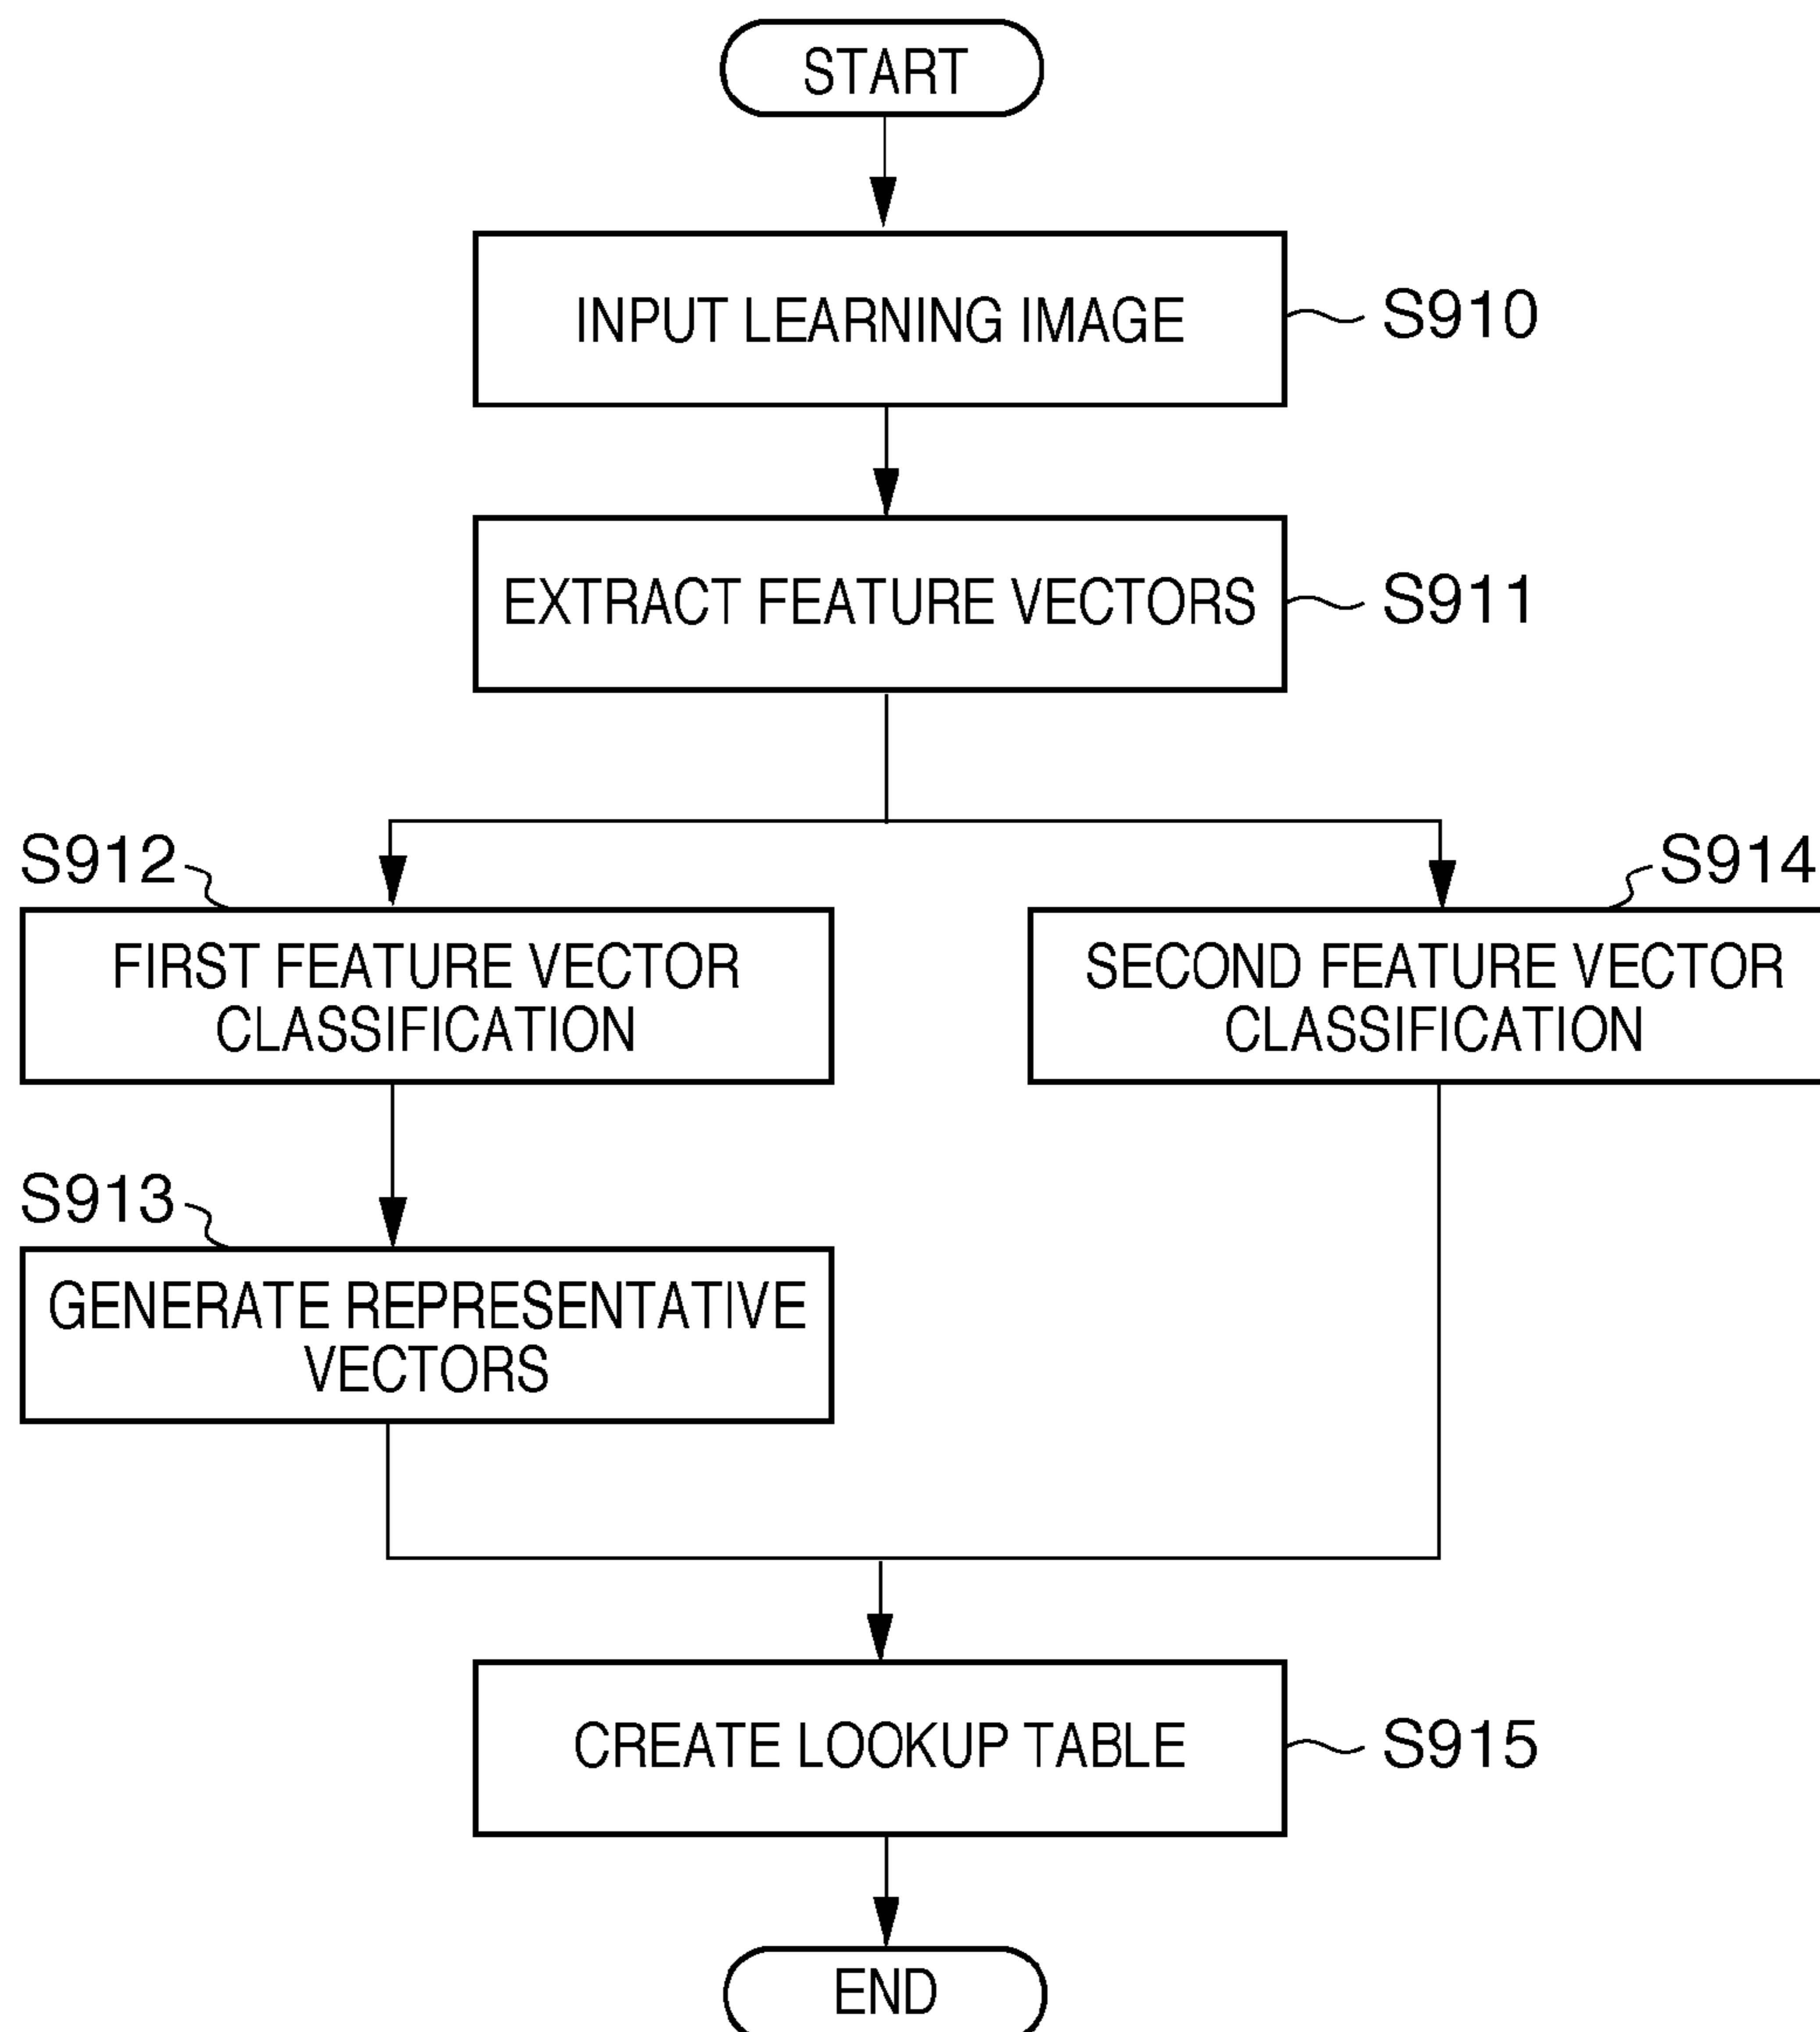 START
INPUT LEARNING IMAGE
S910
EXTRACT FEATURE VECTORS
S911
S912
FIRST FEATURE VECTOR
CLASSIFICATION
S914
SECOND FEATURE VECTOR
CLASSIFICATION
S913
GENERATE REPRESENTATIVE
VECTORS
CREATE LOOKUP TABLE
S915
END